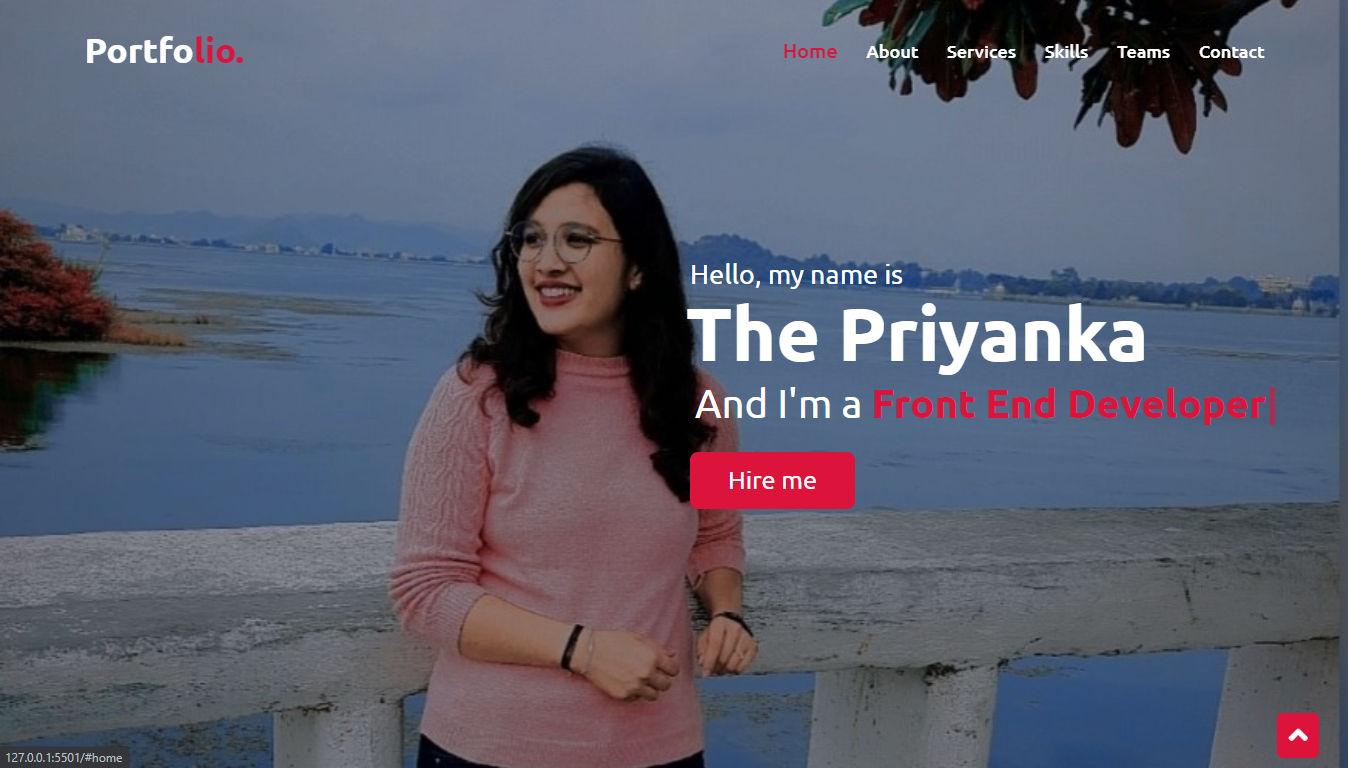 Portfolio.
Home About Services Skills Teams Contact
Hello, my name is
The Priyanka
And I'm a Front End Developer|
Hire me
127.0.0.1:5501/#home